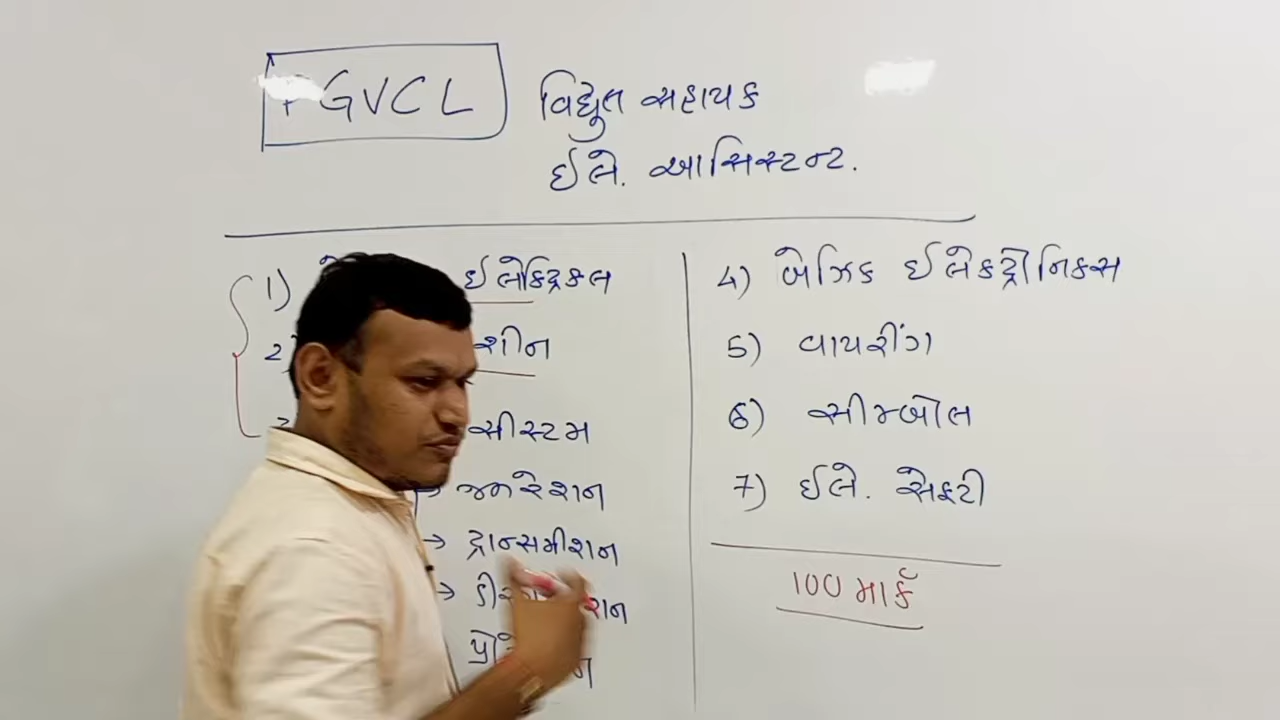 PGVCL
વિદ્યુત સહાયક
ઈલે. આસિસ્ટન્ટ.
1) ઈલેક્ટ્રિકલ
2) શીન
સીસ્ટમ
→ જનરેશન
→ ટ્રાન્સમીશન
→
4) બેઝિક ઈલેકટ્રોનિકસ
5) વાયરીંગ
6) સીમ્બોલ
7) ઈલે. સેફટી
100 માર્ક